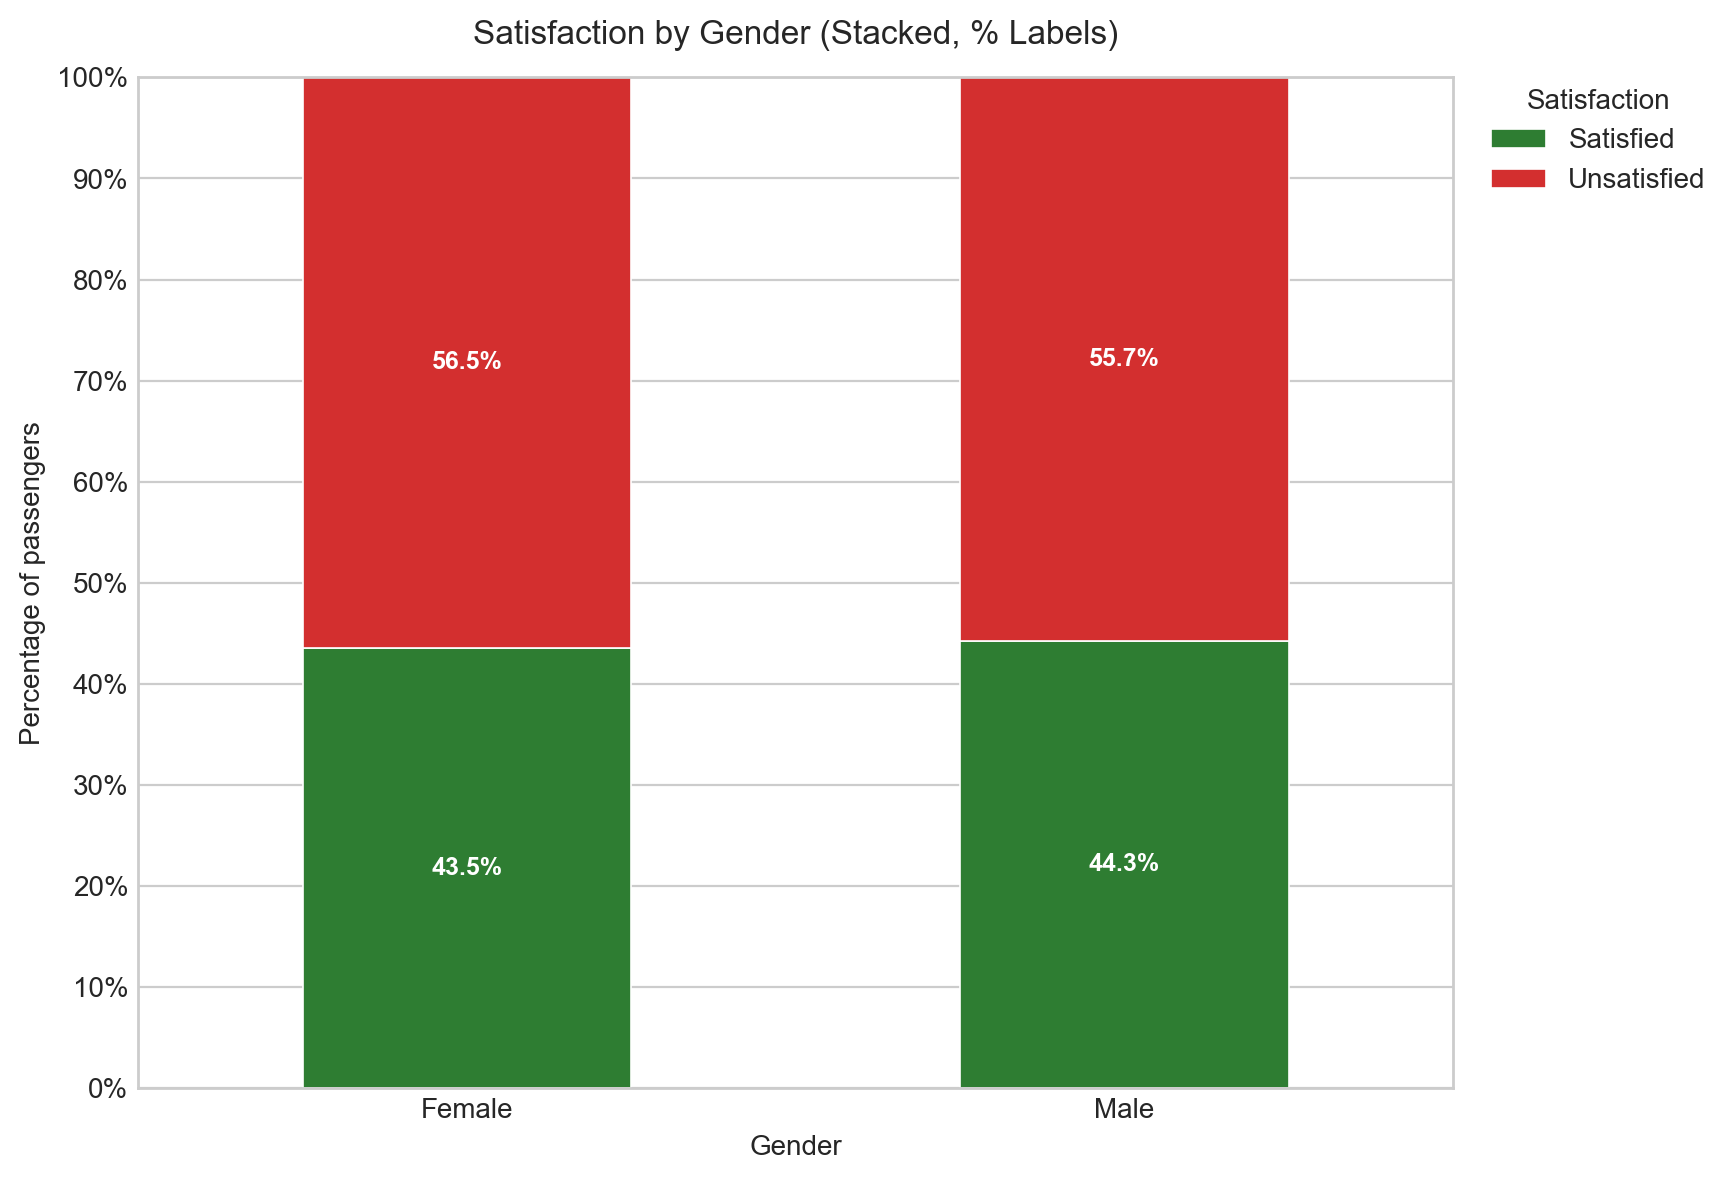 Satisfaction by Gender (Stacked, % Labels)
100%
90%
80%
70%
60%
50%
40%
30%
20%
10%
0%
Percentage of passengers
56.5%
55.7%
43.5%
44.3%
Female
Male
Gender
Satisfaction
Satisfied
Unsatisfied